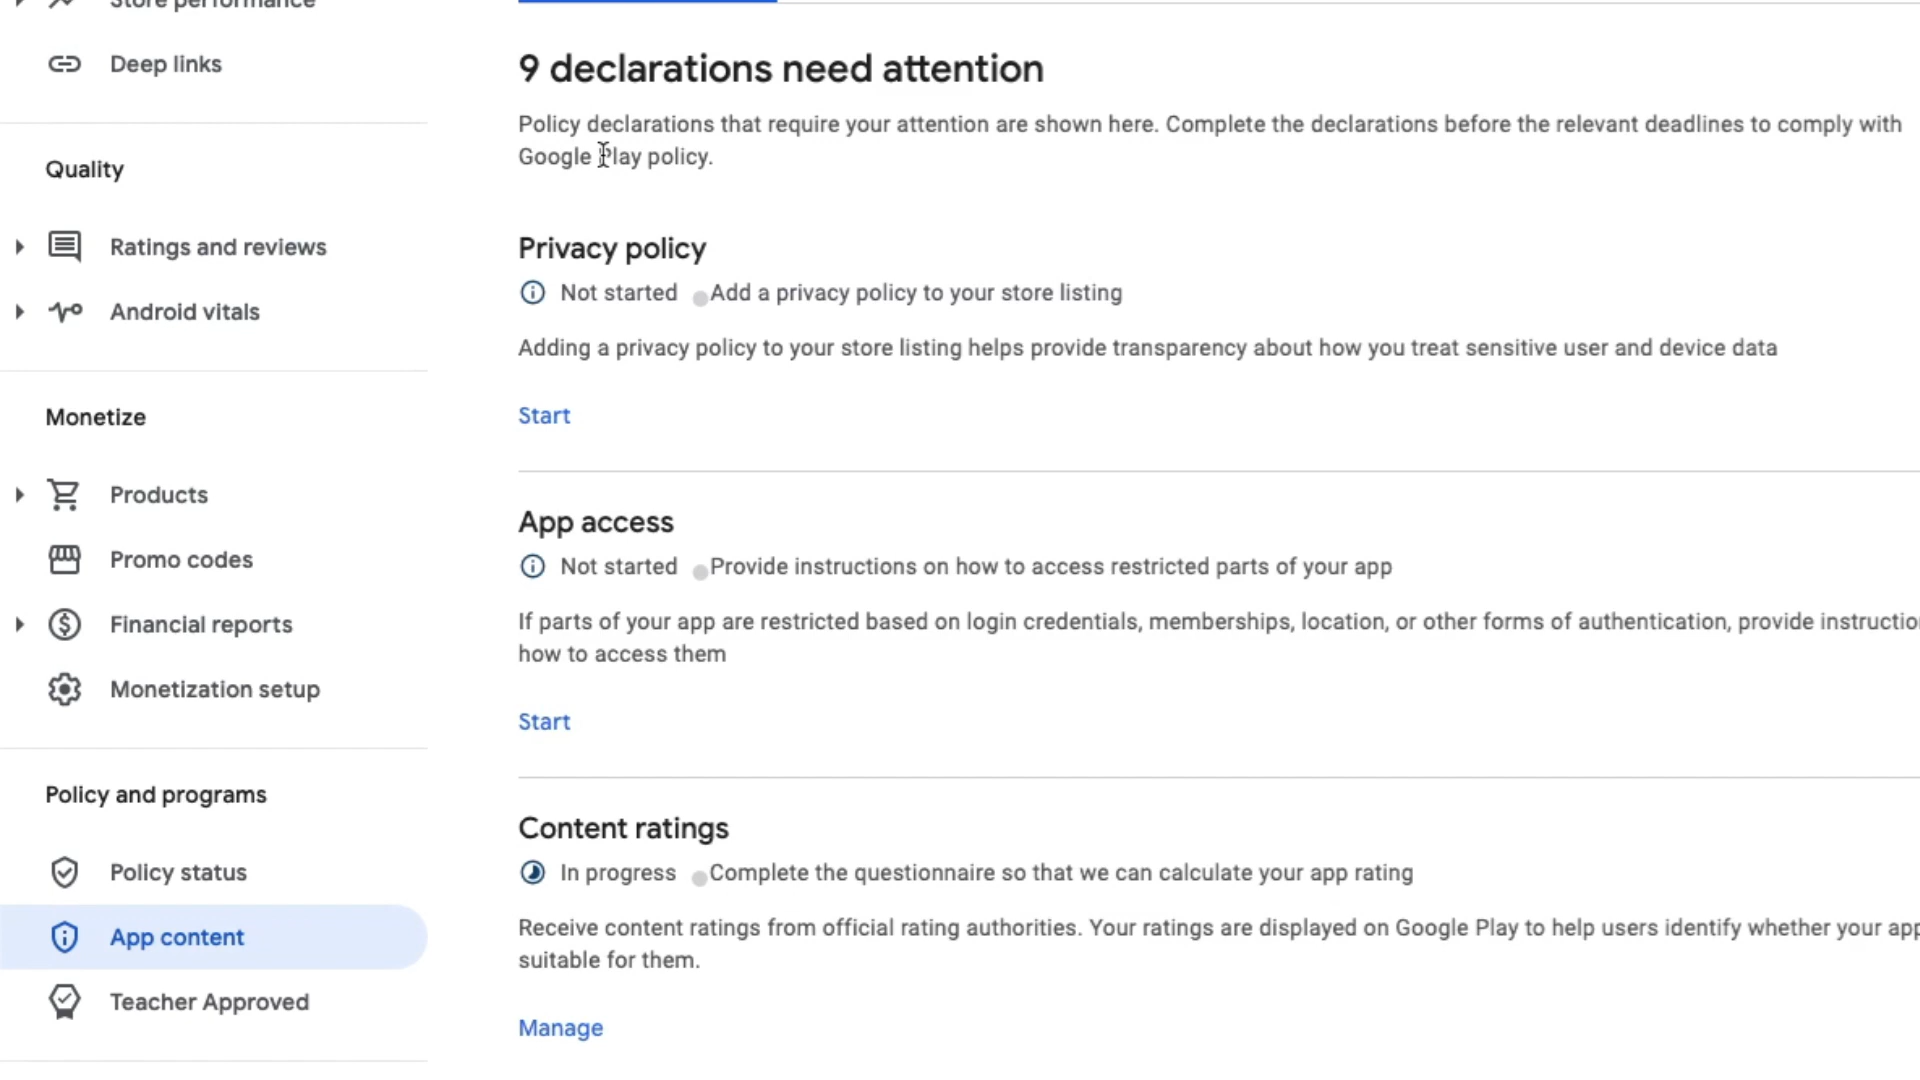 Store performance
Deep links
Quality
Ratings and reviews
Android vitals
Monetize
Products
Promo codes
Financial reports
Monetization setup
Policy and programs
Policy status
App content
Teacher Approved
9 declarations need attention
Policy declarations that require your attention are shown here. Complete the declarations before the relevant deadlines to comply with
Google Play policy.
Privacy policy
Not started Add a privacy policy to your store listing
Adding a privacy policy to your store listing helps provide transparency about how you treat sensitive user and device data
Start
App access
Not started Provide instructions on how to access restricted parts of your app
If parts of your app are restricted based on login credentials, memberships, location, or other forms of authentication, provide instructio
how to access them
Start
Content ratings
In progress Complete the questionnaire so that we can calculate your app rating
Receive content ratings from official rating authorities. Your ratings are displayed on Google Play to help users identify whether your app
suitable for them.
Manage